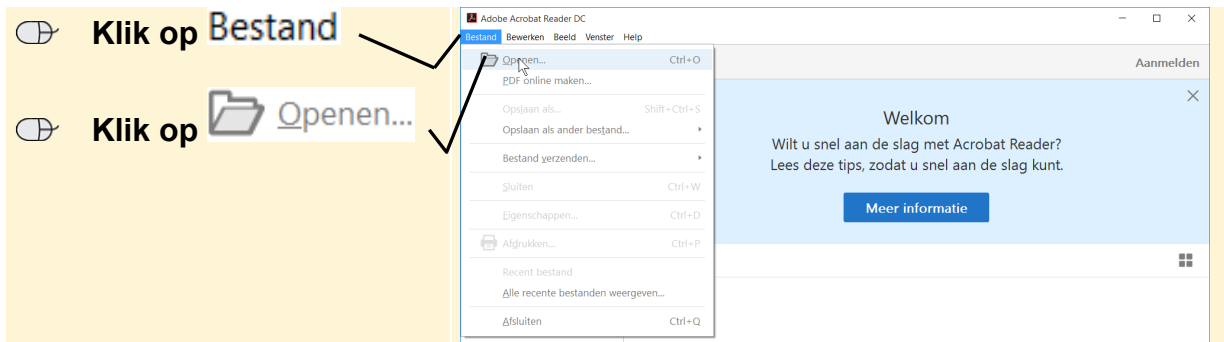 Klik op Bestand
Klik op Openen...
Adobe Acrobat Reader DC
Bestand Bewerken Beeld Venster Help
Openen... Ctrl+O
PDF online maken...
Opslaan als... Shift+Ctrl+S
Opslaan als ander bestand...
Bestand verzenden...
Sluiten Ctrl+W
Eigenschappen... Ctrl+D
Afdrukken... Ctrl+P
Recent bestand
Alle recente bestanden weergeven...
Afsluiten Ctrl+Q
Aanmelden
Welkom
Wilt u snel aan de slag met Acrobat Reader?
Lees deze tips, zodat u snel aan de slag kunt.
Meer informatie